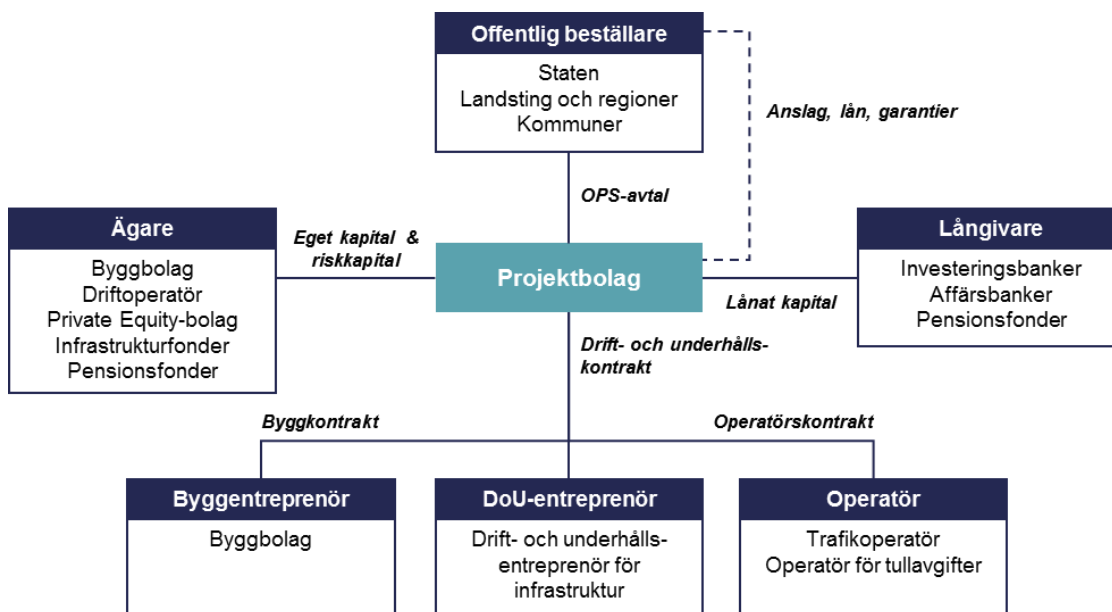 Offentlig beställare
Staten
Landsting och regioner
Kommuner
Anslag, lån, garantier
OPS-avtal
Ägare
Byggbolag
Driftoperatör
Private Equity-bolag
Infrastrukturfonder
Pensionsfonder
Eget kapital &
riskkapital
Projektbolag
Lånat kapital
Långivare
Investeringsbanker
Affärsbanker
Pensionsfonder
Drift- och underhålls-
kontrakt
Byggkontrakt
Operatörskontrakt
Byggentreprenör
Byggbolag
DoU-entreprenör
Drift- och underhålls-
entreprenör för
infrastruktur
Operatör
Trafikoperatör
Operatör för tullavgifter